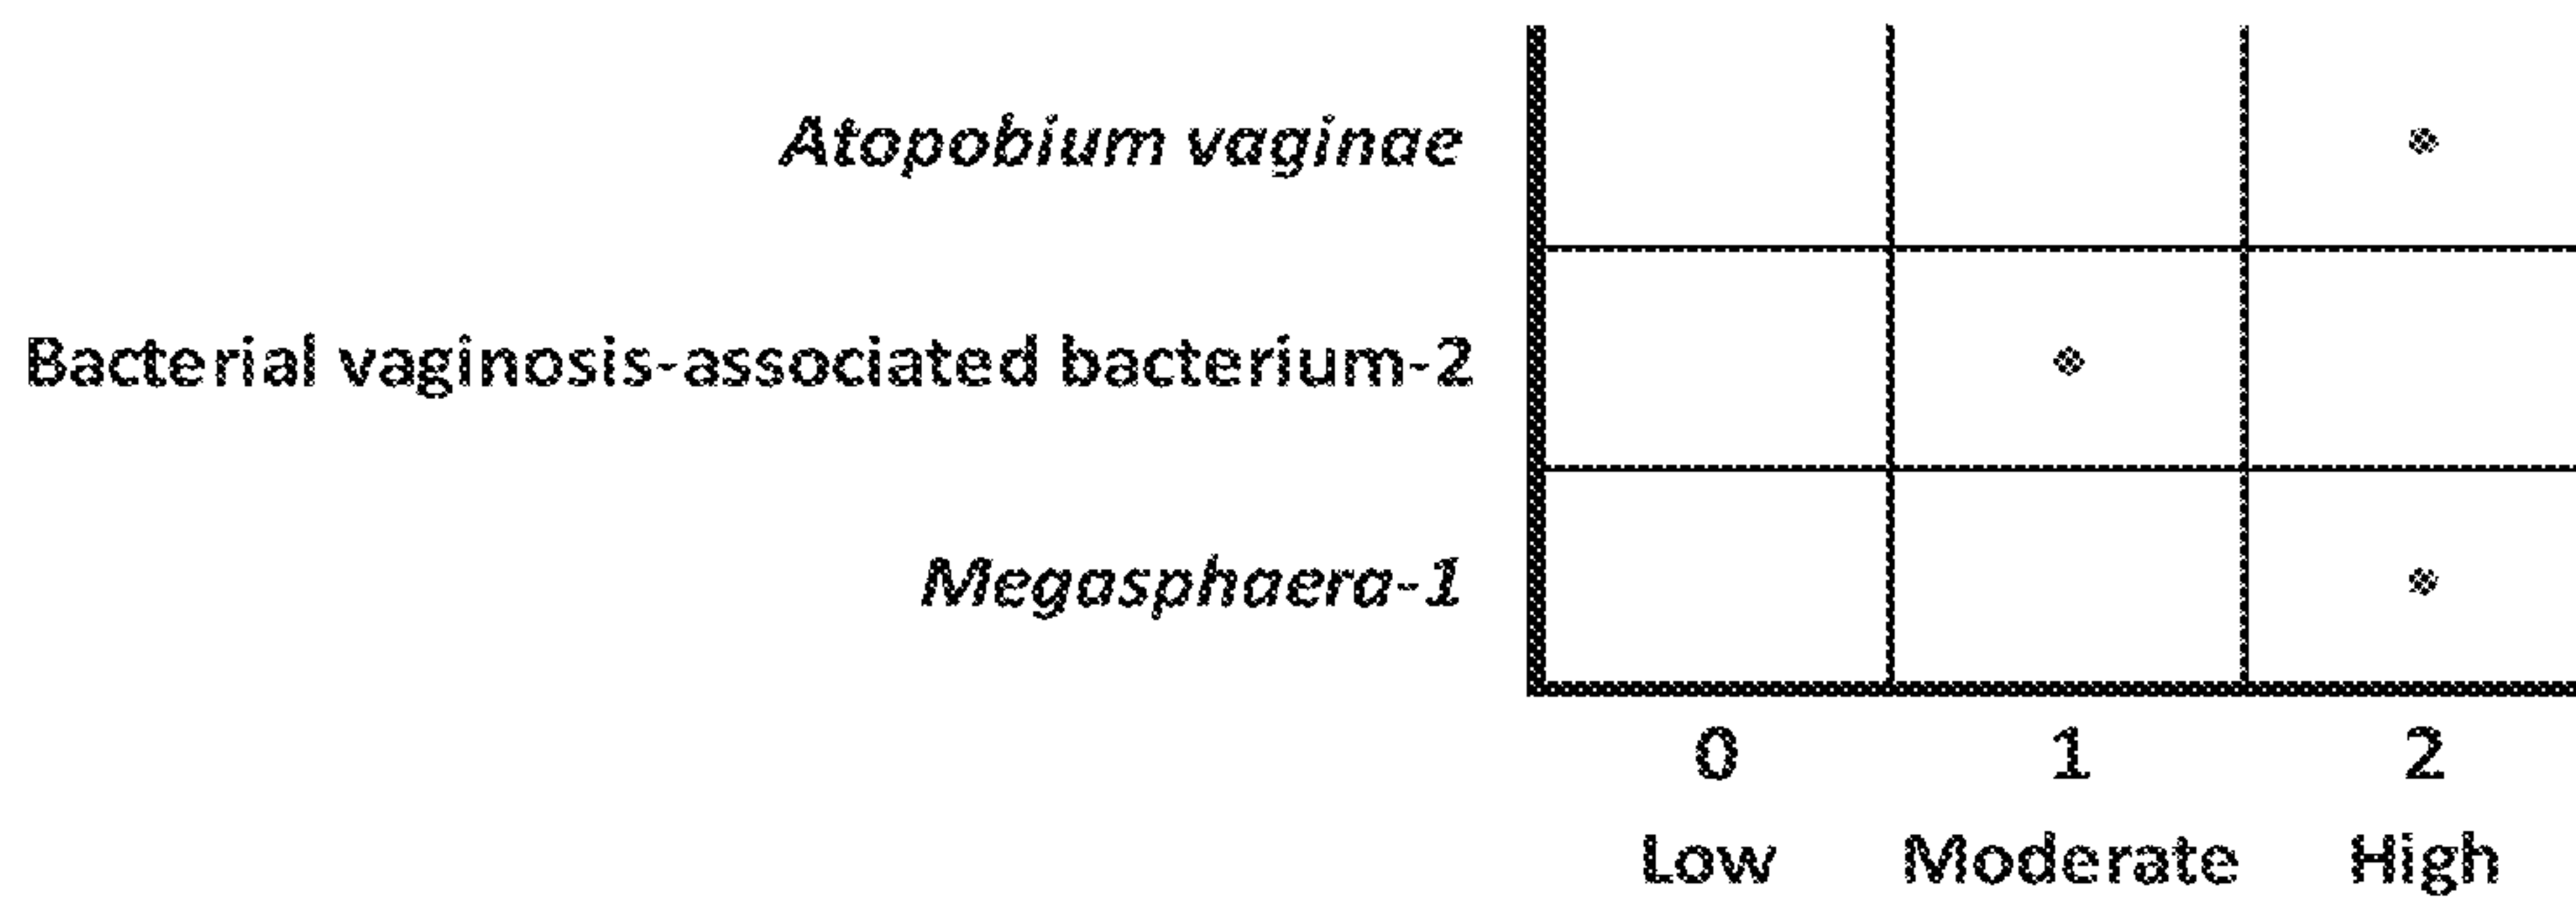 Atopobium vaginae
Bacterial vaginosis-associated bacterium-2
Megasphaera-1
0 1 2
Low Moderate High